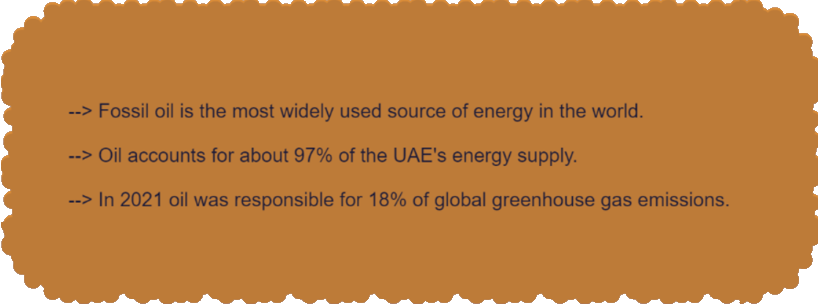 --> Fossil oil is the most widely used source of energy in the world.
--> Oil accounts for about 97% of the UAE's energy supply.
--> In 2021 oil was responsible for 18% of global greenhouse gas emissions.